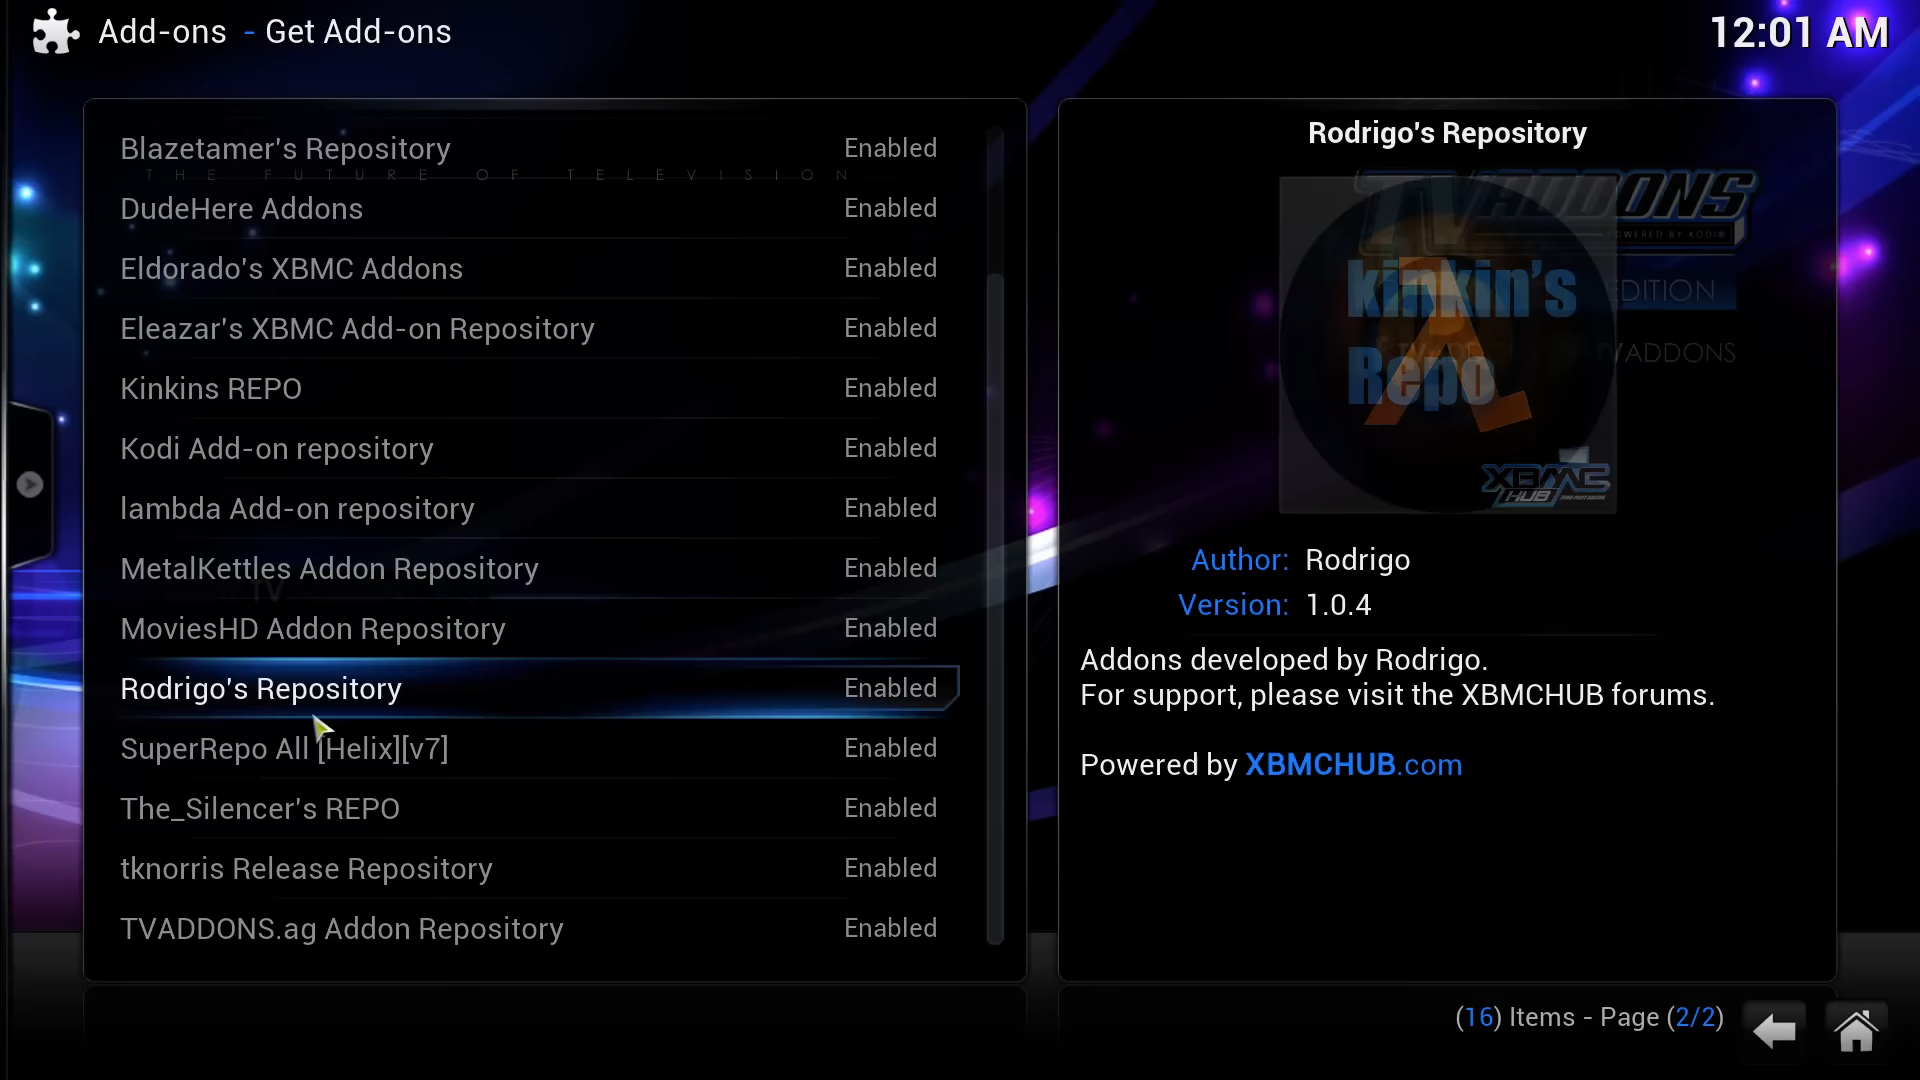 Add-ons - Get Add-ons
12:01 AM
Blazetamer's Repository Enabled
THE FUTURE OF TELEVISION
DudeHere Addons Enabled
Eldorado's XBMC Addons Enabled
Eleazar's XBMC Add-on Repository Enabled
Kinkins REPO Enabled
Kodi Add-on repository Enabled
lambda Add-on repository Enabled
MetalKettles Addon Repository Enabled
TV
MoviesHD Addon Repository Enabled
Rodrigo's Repository Enabled
SuperRepo All [Helix][v7] Enabled
The_Silencer's REPO Enabled
tknorris Release Repository Enabled
TVADDONS.ag Addon Repository Enabled
Rodrigo's Repository
TVADDONS
POWERED BY KODI
kinkin's
EDITION
Repo
TVADDONS
XBMC
HUB
Author: Rodrigo
Version: 1.0.4
Addons developed by Rodrigo.
For support, please visit the XBMCHUB forums.
Powered by XBMCHUB.com
(16) Items - Page (2/2)